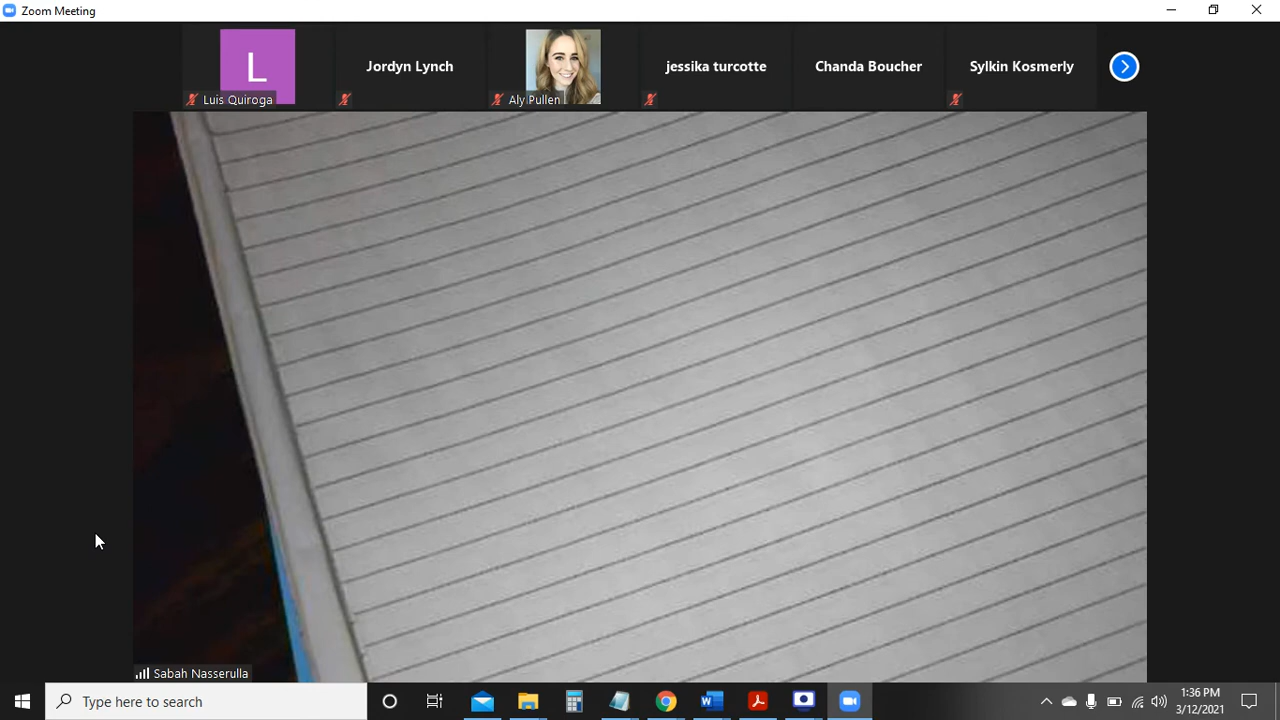 Zoom Meeting
L
Luis Quiroga
Jordyn Lynch
Aly Pullen
jessika turcotte
Chanda Boucher
Sylkin Kosmerly
Sabah Nasserulla
Type here to search
1:36 PM
3/12/2021